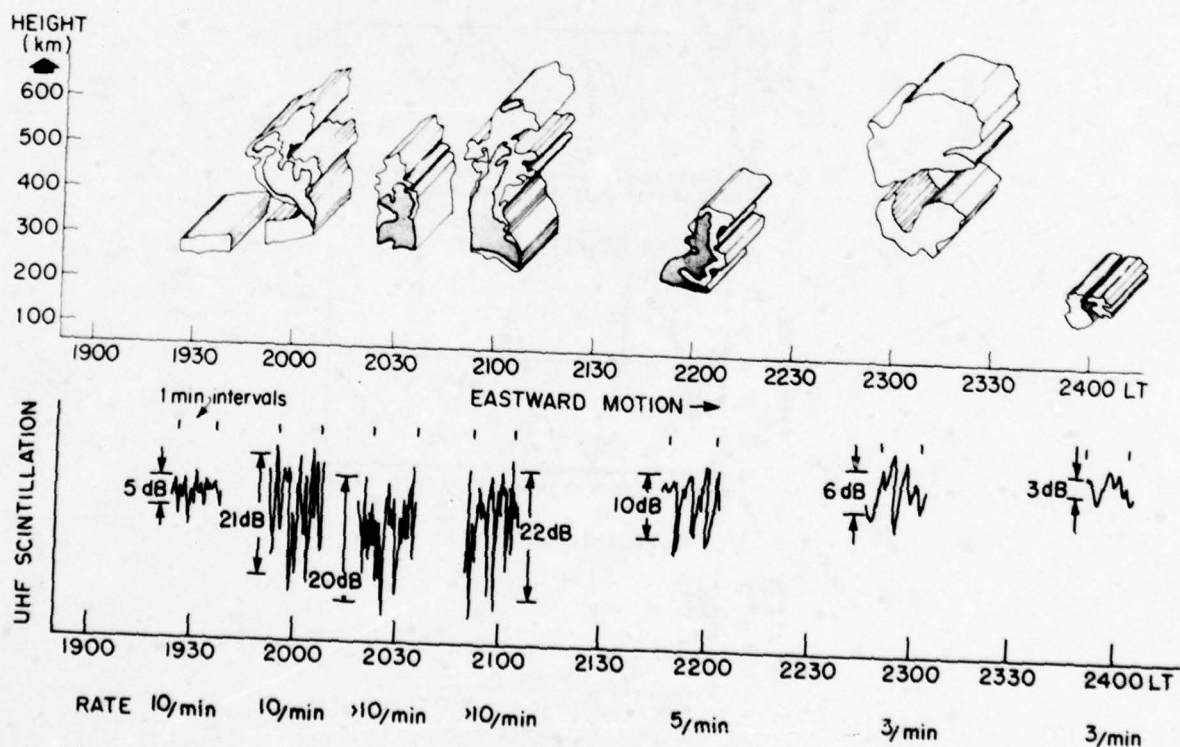 HEIGHT
(km)
600
500
400
300
200
100
1900 1930 2000 2030 2100 2130 2200 2230 2300 2330 2400 LT
1 min intervals
EASTWARD MOTION →
UHF SCINTILLATION
5 dB
21dB
20dB
22dB
10dB
6 dB
3dB
1900 1930 2000 2030 2100 2130 2200 2230 2300 2330 2400 LT
RATE 10/min 10/min >10/min >10/min 5/min 3/min 3/min